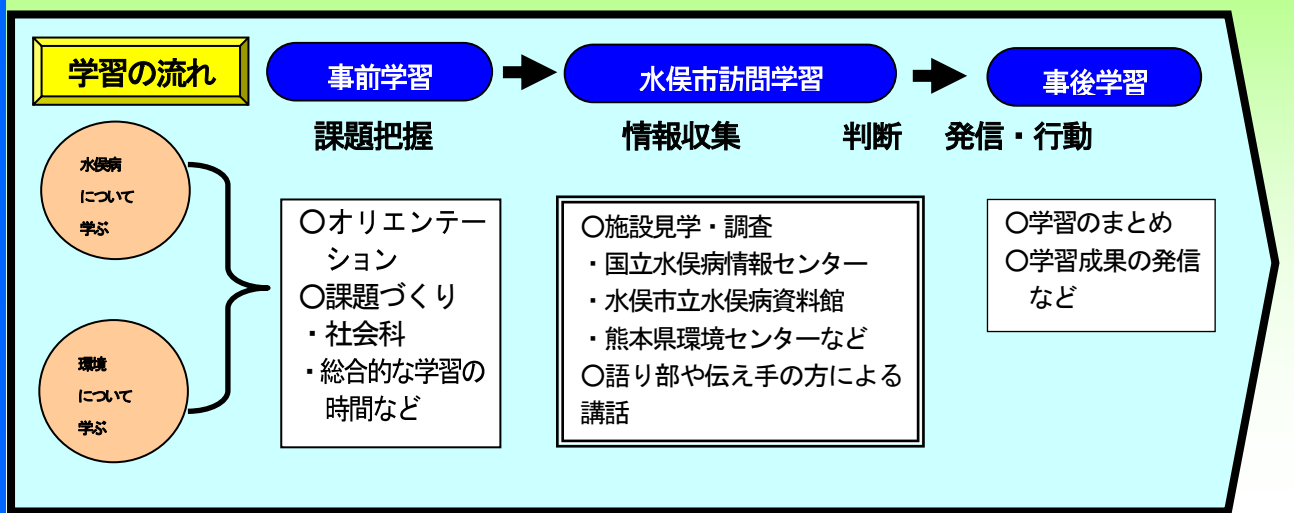 学習の流れ
事前学習
水俣市訪問学習
事後学習
課題把握
情報収集
判断
発信・行動
水俣病
について
学ぶ
環境
について
学ぶ
〇オリエンテー
ション
〇課題づくり
・社会科
・総合的な学習の
時間など
〇施設見学・調査
・国立水俣病情報センター
・水俣市立水俣病資料館
・熊本県環境センターなど
〇語り部や伝え手の方による
講話
〇学習のまとめ
〇学習成果の発信
など